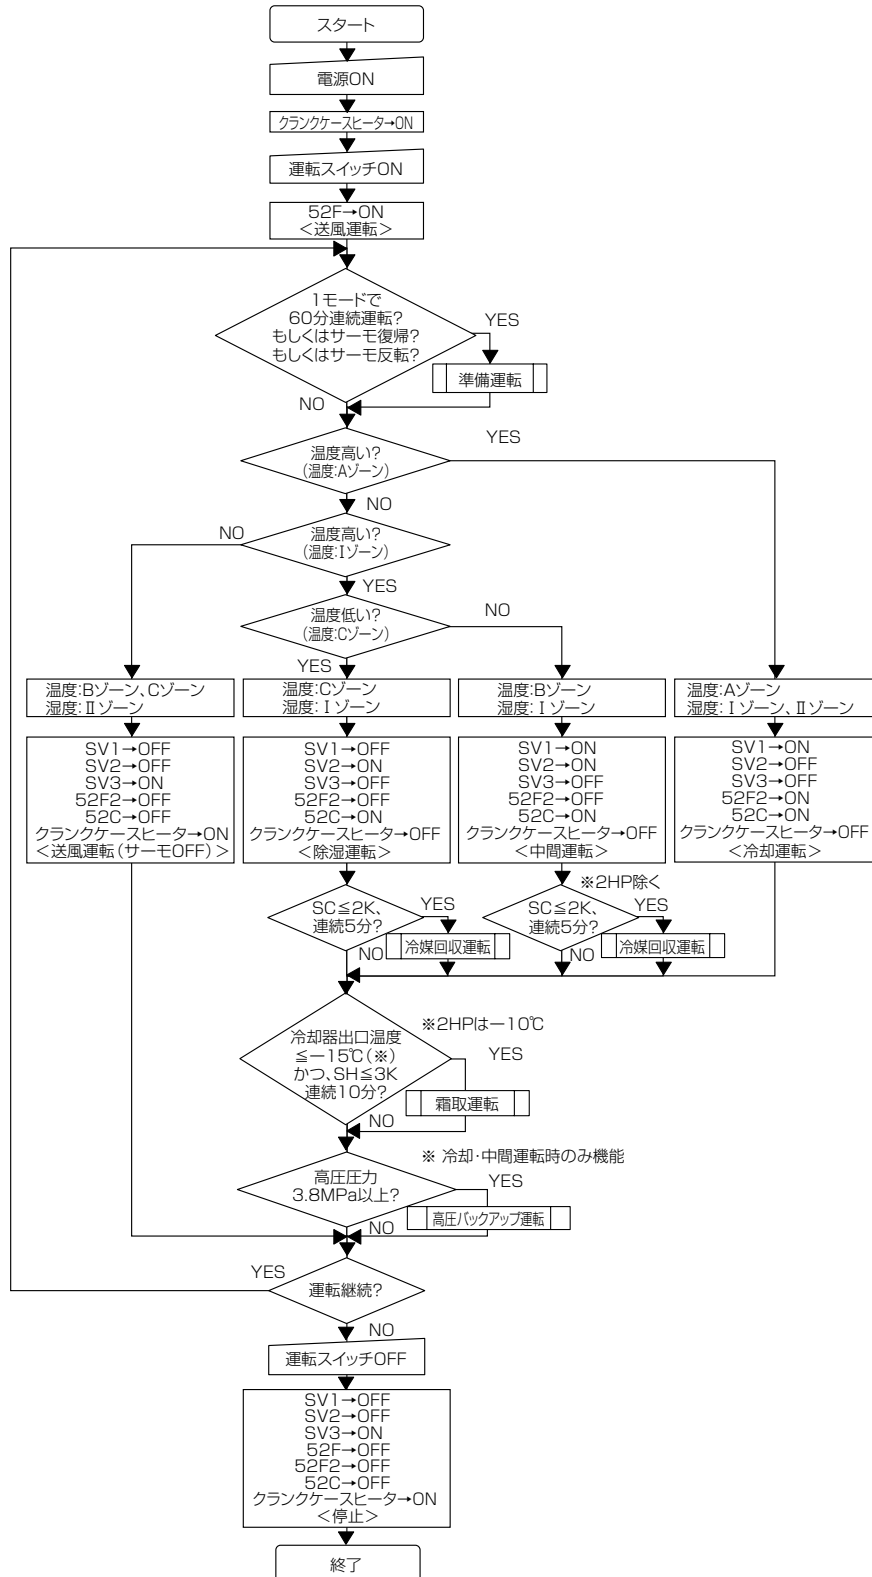 スタート
電源ON
クランクケースヒータ→ON
運転スイッチON
52F→ON
＜送風運転＞
1モードで
60分連続運転?
もしくはサーモ復帰?
もしくはサーモ反転?
YES
準備運転
NO
温度高い?
(温度:Aゾーン)
YES
NO
温度高い?
(温度:Iゾーン)
NO
YES
温度低い?
(温度:Cゾーン)
NO
YES
温度:Bゾーン、Cゾーン
湿度:Ⅱゾーン
温度:Cゾーン
湿度:Ⅰゾーン
温度:Bゾーン
湿度:Ⅰゾーン
温度:Aゾーン
湿度:Ⅰゾーン、Ⅱゾーン
SV1→OFF
SV2→OFF
SV3→ON
52F2→OFF
52C→OFF
クランクケースヒータ→ON
＜送風運転(サーモOFF)＞
SV1→OFF
SV2→ON
SV3→OFF
52F2→OFF
52C→ON
クランクケースヒータ→OFF
＜除湿運転＞
SV1→ON
SV2→ON
SV3→OFF
52F2→OFF
52C→ON
クランクケースヒータ→OFF
＜中間運転＞
SV1→ON
SV2→OFF
SV3→OFF
52F2→ON
52C→ON
クランクケースヒータ→OFF
＜冷却運転＞
SC≦2K、
連続5分?
YES
冷媒回収運転
NO
※2HP除く
SC≦2K、
連続5分?
YES
冷媒回収運転
NO
冷却器出口温度
≦－15℃(※)
かつ、SH≦3K
連続10分?
※2HPは－10℃
YES
霜取運転
NO
※ 冷却・中間運転時のみ機能
高圧圧力
3.8MPa以上?
YES
高圧バックアップ運転
NO
YES
運転継続?
NO
運転スイッチOFF
SV1→OFF
SV2→OFF
SV3→ON
52F→OFF
52F2→OFF
52C→OFF
クランクケースヒータ→ON
＜停止＞
終了